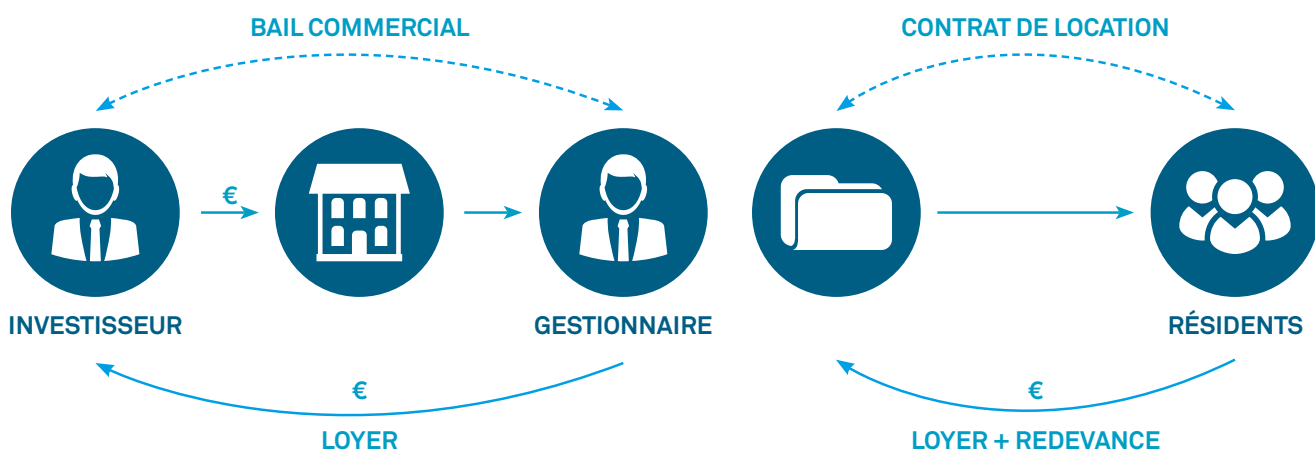 BAIL COMMERCIAL
CONTRAT DE LOCATION
€
INVESTISSEUR
GESTIONNAIRE
RÉSIDENTS
€
€
LOYER
LOYER + REDEVANCE